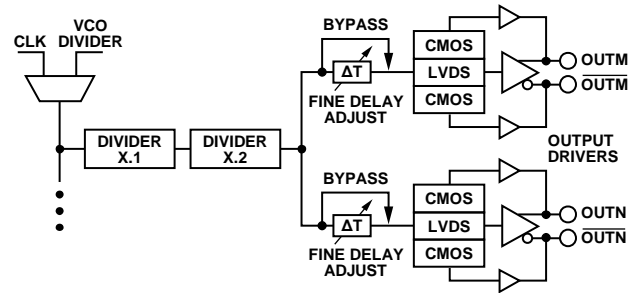 CLK
VCO
DIVIDER
DIVIDER
X.1
DIVIDER
X.2
BYPASS
ΔT
FINE DELAY
ADJUST
CMOS
LVDS
CMOS
OUTM
OUTM
OUTPUT
DRIVERS
BYPASS
ΔT
FINE DELAY
ADJUST
CMOS
LVDS
CMOS
OUTN
OUTN